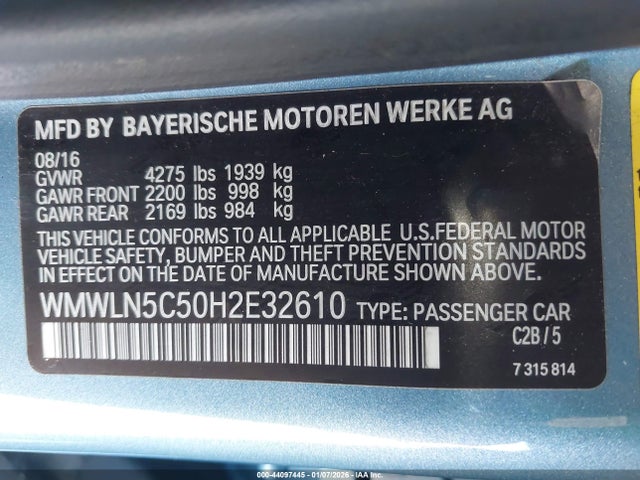 MFD BY BAYERISCHE MOTOREN WERKE AG
08/16
GVWR 4275 lbs 1939 kg
GAWR FRONT 2200 lbs 998 kg
GAWR REAR 2169 lbs 984 kg
THIS VEHICLE CONFORMS TO ALL APPLICABLE U.S.FEDERAL MOTOR
VEHICLE SAFETY, BUMPER AND THEFT PREVENTION STANDARDS
IN EFFECT ON THE DATE OF MANUFACTURE SHOWN ABOVE.
WMWLN5C50H2E32610 TYPE: PASSENGER CAR
C2B / 5
7 315 814
000-44097445 - 01/07/2026 - IAAI.COM